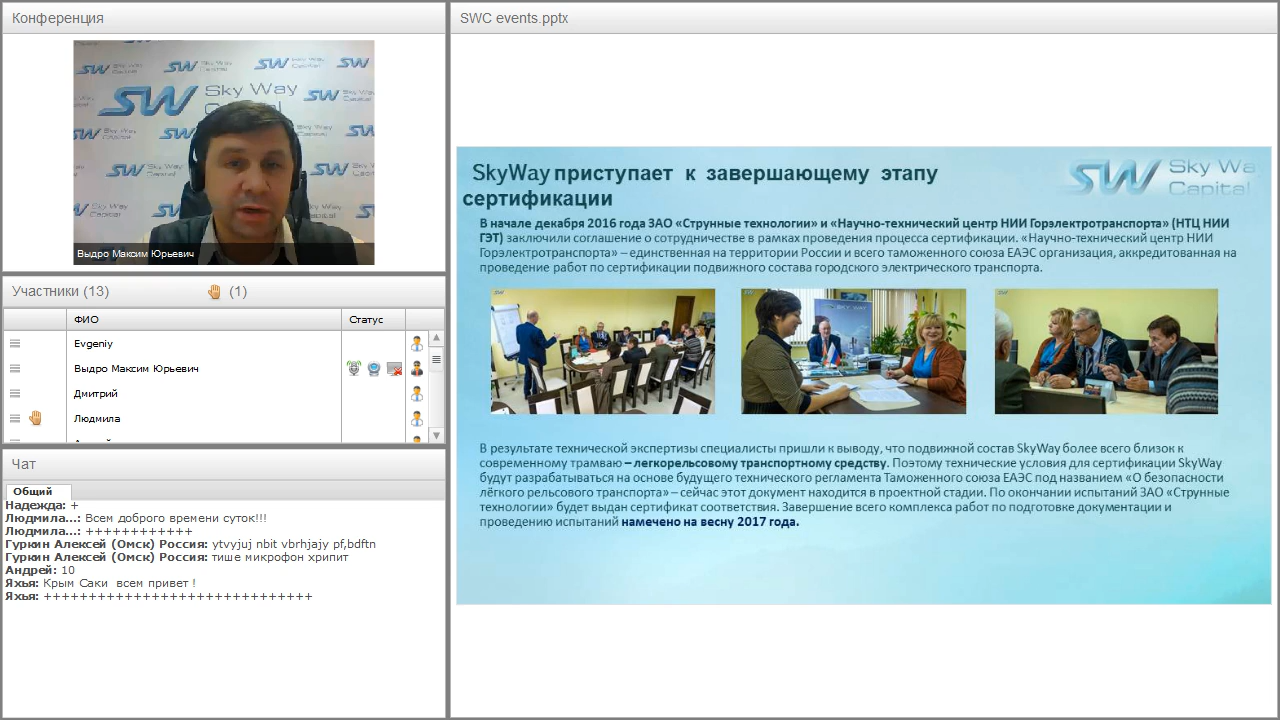 Конференция
SW
Sky Way
Capital
Выдро Максим Юрьевич
Участники (13)
(1)
ФИО
Статус
Evgeniy
Выдро Максим Юрьевич
Дмитрий
Людмила
Чат
Общий
Надежда: +
Людмила...: Всем доброго времени суток!!!
Людмила...: ++++++++++++
Гуркин Алексей (Омск) Россия: ytvyjuj nbit vbrhjajy pf,bdftn
Гуркин Алексей (Омск) Россия: тише микрофон хрипит
Андрей: 10
Яхья: Крым Саки всем привет !
Яхья: ++++++++++++++++++++++++++++++
SWC events.pptx
SkyWay приступает к завершающему этапу
сертификации
SW Sky Wa
Capital
В начале декабря 2016 года ЗАО «Струнные технологии» и «Научно-технический центр НИИ Горэлектротранспорта» (НТЦ НИИ
ГЭТ) заключили соглашение о сотрудничестве в рамках проведения процесса сертификации. «Научно-технический центр НИИ
Горэлектротранспорта» – единственная на территории России и всего таможенного союза ЕАЭС организация, аккредитованная на
проведение работ по сертификации подвижного состава городского электрического транспорта.
В результате технической экспертизы специалисты пришли к выводу, что подвижной состав SkyWay более всего близок к
современному трамваю – легкорельсовому транспортному средству. Поэтому технические условия для сертификации SkyWay
будут разрабатываться на основе будущего технического регламента Таможенного союза ЕАЭС под названием «О безопасности
лёгкого рельсового транспорта» – сейчас этот документ находится в проектной стадии. По окончании испытаний ЗАО «Струнные
технологии» будет выдан сертификат соответствия. Завершение всего комплекса работ по подготовке документации и
проведению испытаний намечено на весну 2017 года.